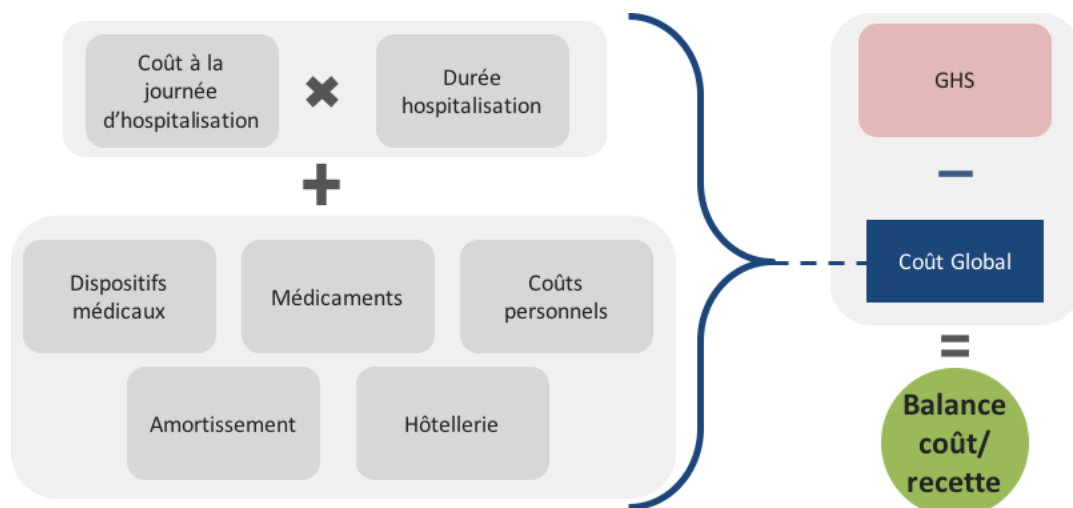 Coût à la
journée
d’hospitalisation
✖
Durée
hospitalisation
+
Dispositifs
médicaux
Médicaments
Coûts
personnels
Amortissement
Hôtellerie
GHS
–
Coût Global
=
Balance
coût/
recette